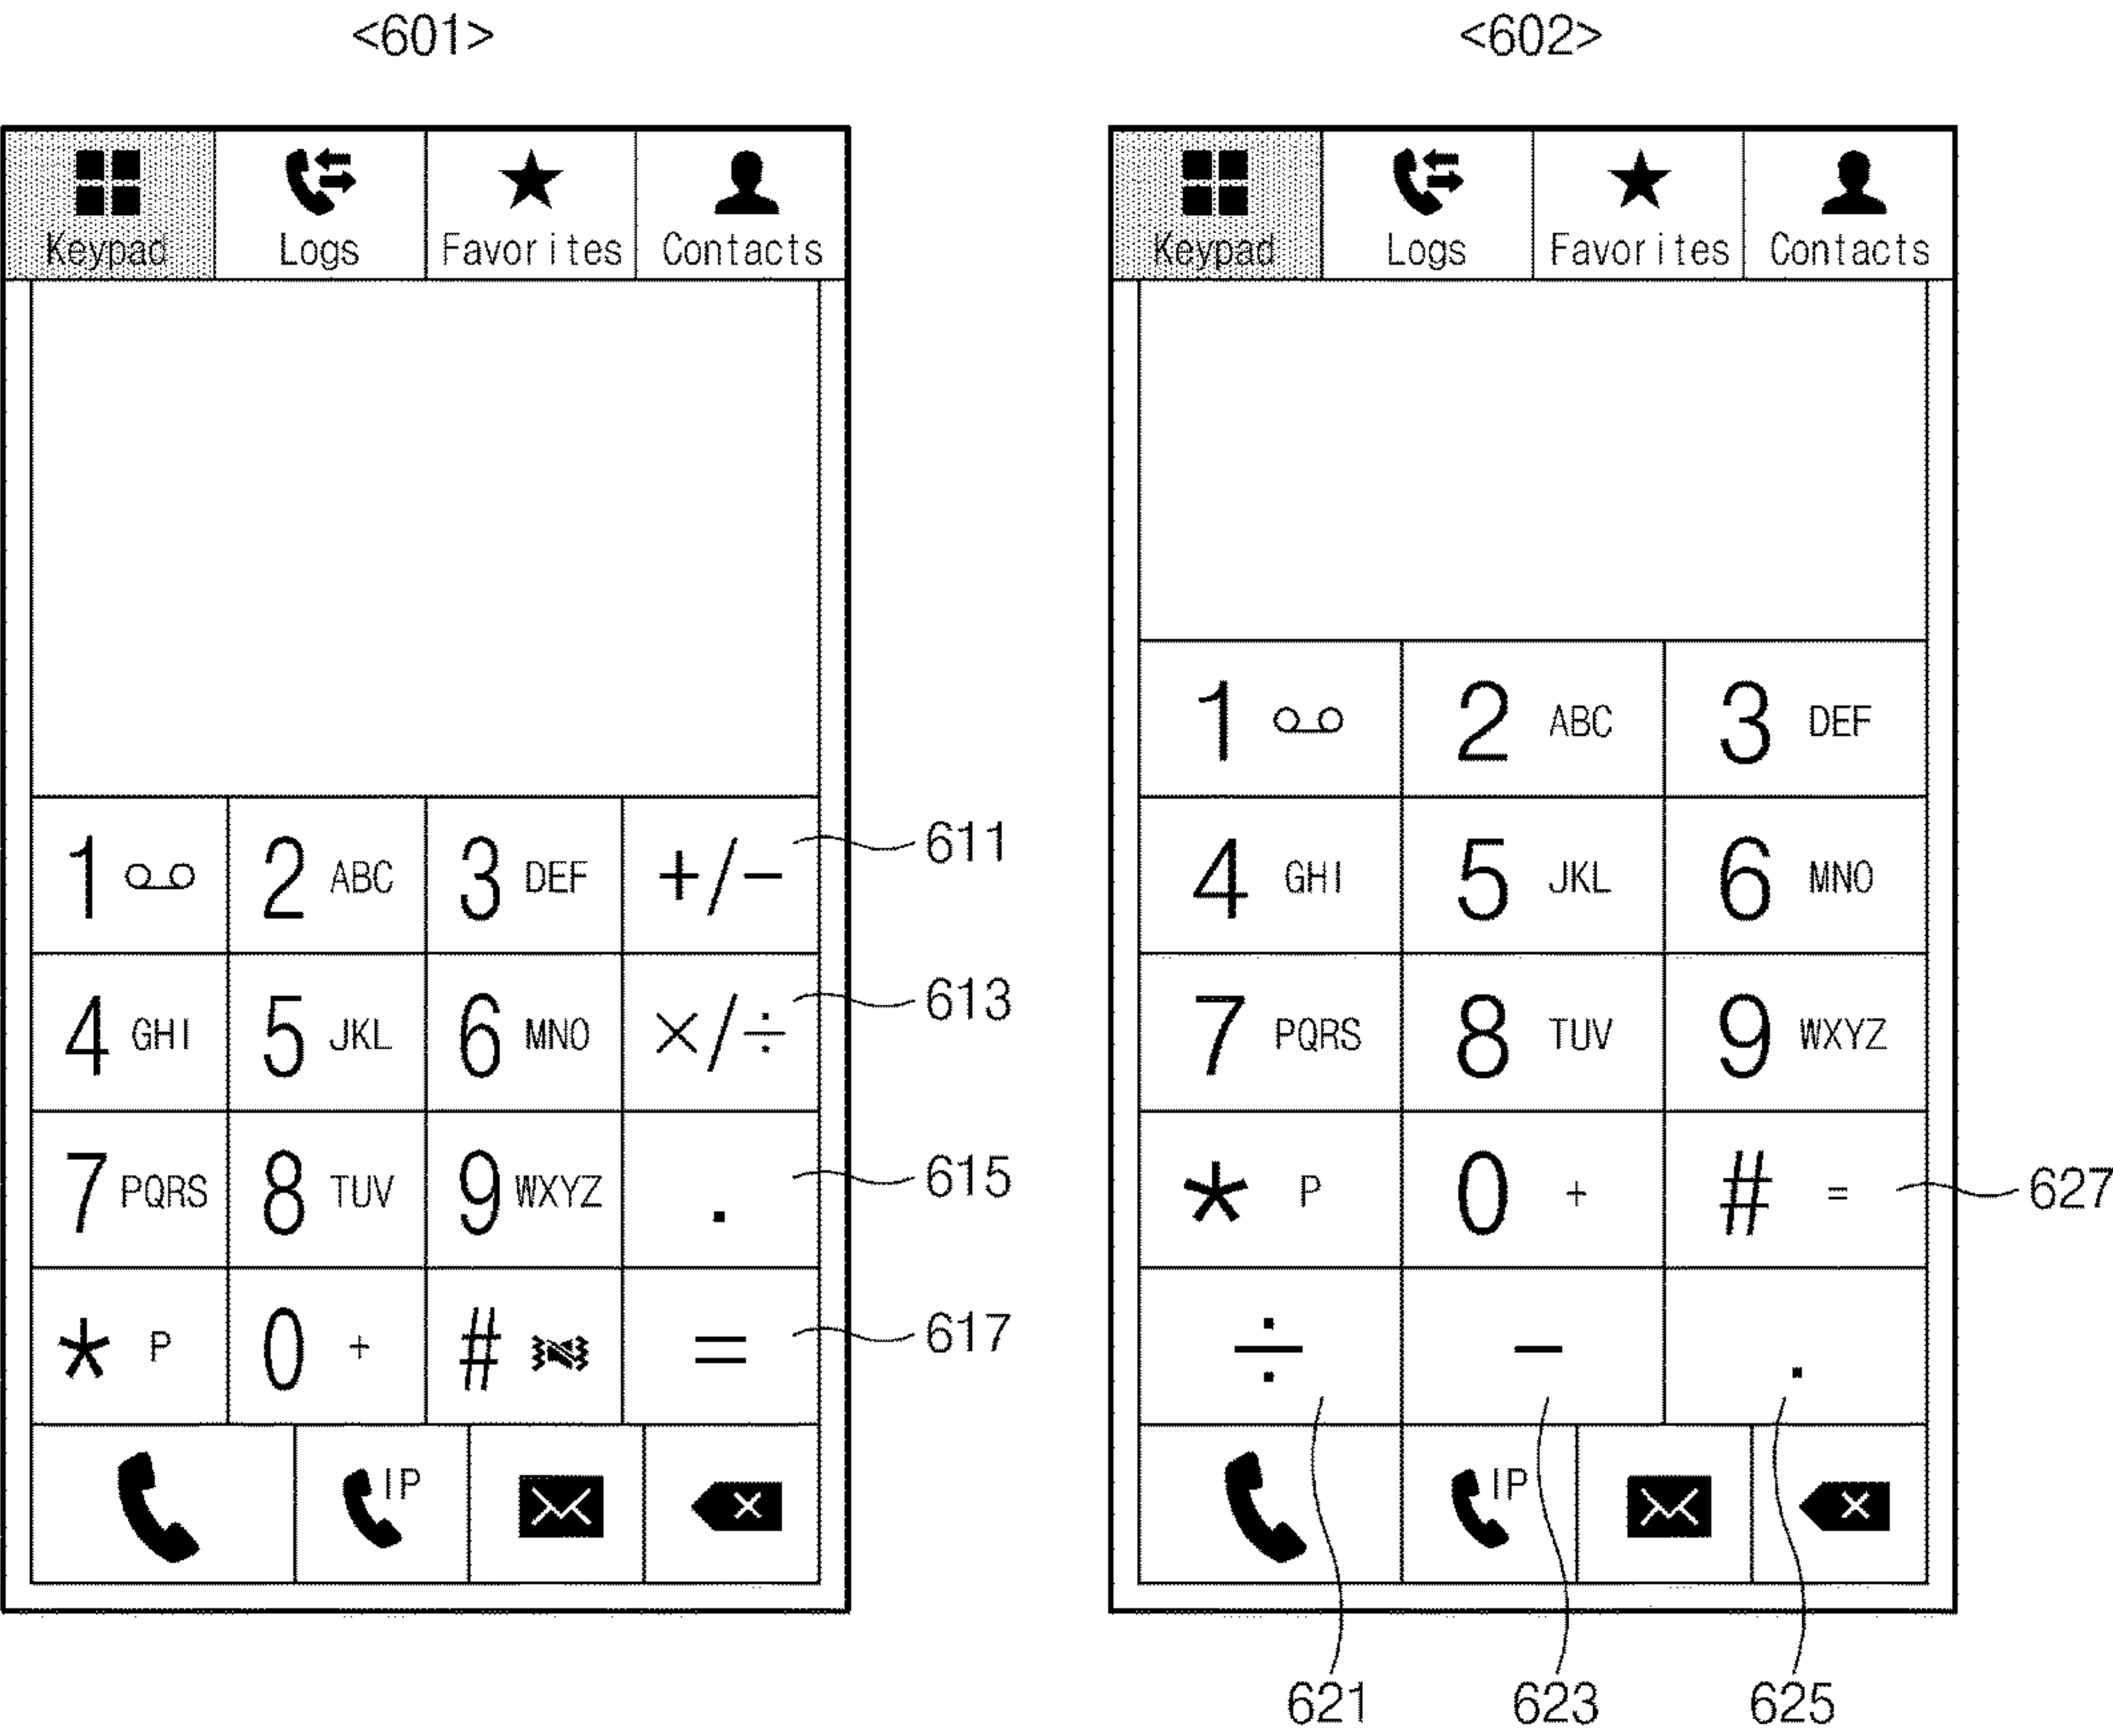 <601>
Keypad Logs Favorites Contacts
1 2 ABC 3 DEF +/- 611
4 GHI 5 JKL 6 MNO ×/÷ 613
7 PQRS 8 TUV 9 WXYZ . 615
* P 0 + # = 617
IP
<602>
Keypad Logs Favorites Contacts
1 2 ABC 3 DEF
4 GHI 5 JKL 6 MNO
7 PQRS 8 TUV 9 WXYZ
* P 0 + # = 627
÷ − .
IP
621 623 625